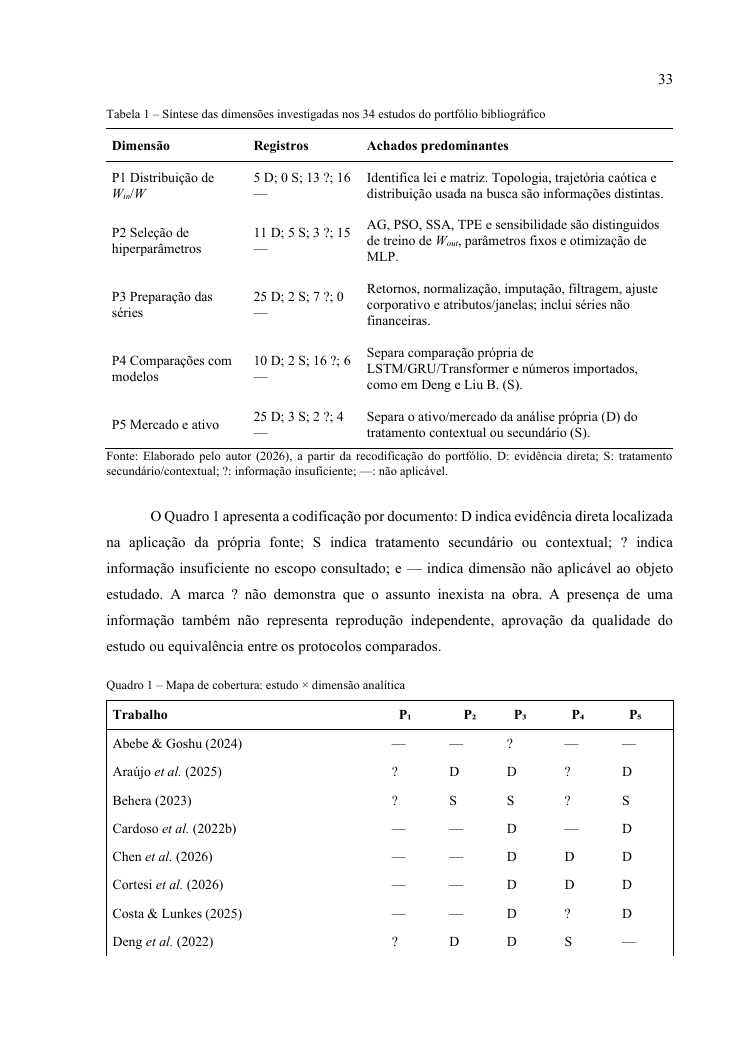 33
Tabela 1 – Síntese das dimensões investigadas nos 34 estudos do portfólio bibliográfico
Dimensão Registros Achados predominantes
P1 Distribuição de W_in/W 5 D; 0 S; 13 ?; 16 — Identifica lei e matriz. Topologia, trajetória caótica e
distribuição usada na busca são informações distintas.
P2 Seleção de hiperparâmetros 11 D; 5 S; 3 ?; 15 — AG, PSO, SSA, TPE e sensibilidade são distinguidos
de treino de W_out, parâmetros fixos e otimização de
MLP.
P3 Preparação das séries 25 D; 2 S; 7 ?; 0 — Retornos, normalização, imputação, filtragem, ajuste
corporativo e atributos/janelas; inclui séries não
financeiras.
P4 Comparações com modelos 10 D; 2 S; 16 ?; 6 — Separa comparação própria de
LSTM/GRU/Transformer e números importados,
como em Deng e Liu B. (S).
P5 Mercado e ativo 25 D; 3 S; 2 ?; 4 — Separa o ativo/mercado da análise própria (D) do
tratamento contextual ou secundário (S).
Fonte: Elaborado pelo autor (2026), a partir da recodificação do portfólio. D: evidência direta; S: tratamento
secundário/contextual; ?: informação insuficiente; —: não aplicável.
O Quadro 1 apresenta a codificação por documento: D indica evidência direta localizada
na aplicação da própria fonte; S indica tratamento secundário ou contextual; ? indica
informação insuficiente no escopo consultado; e — indica dimensão não aplicável ao objeto
estudado. A marca ? não demonstra que o assunto inexista na obra. A presença de uma
informação também não representa reprodução independente, aprovação da qualidade do
estudo ou equivalência entre os protocolos comparados.
Quadro 1 – Mapa de cobertura: estudo × dimensão analítica
Trabalho P₁ P₂ P₃ P₄ P₅
Abebe & Goshu (2024) — — ? — —
Araújo et al. (2025) ? D D ? D
Behera (2023) ? S S ? S
Cardoso et al. (2022b) — — D — D
Chen et al. (2026) — — D D D
Cortesi et al. (2026) — — D D D
Costa & Lunkes (2025) — — D ? D
Deng et al. (2022) ? D D S —